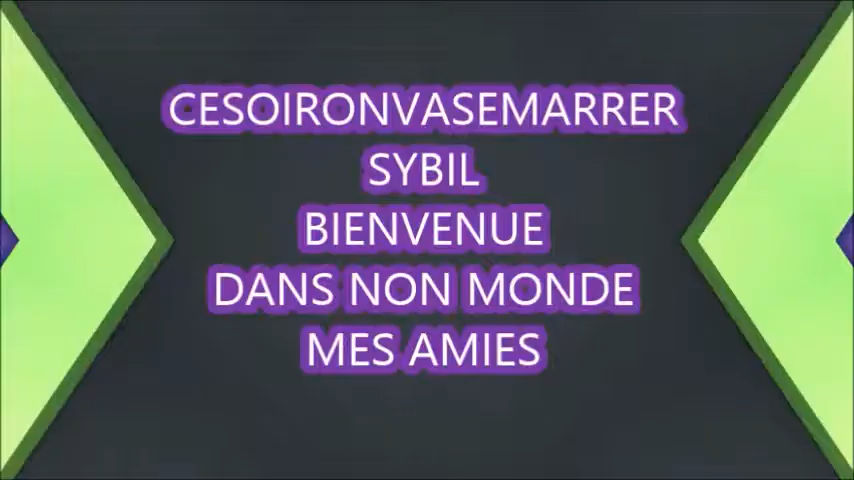 CESOIRONVASEMARRER
SYBIL
BIENVENUE
DANS NON MONDE
MES AMIES